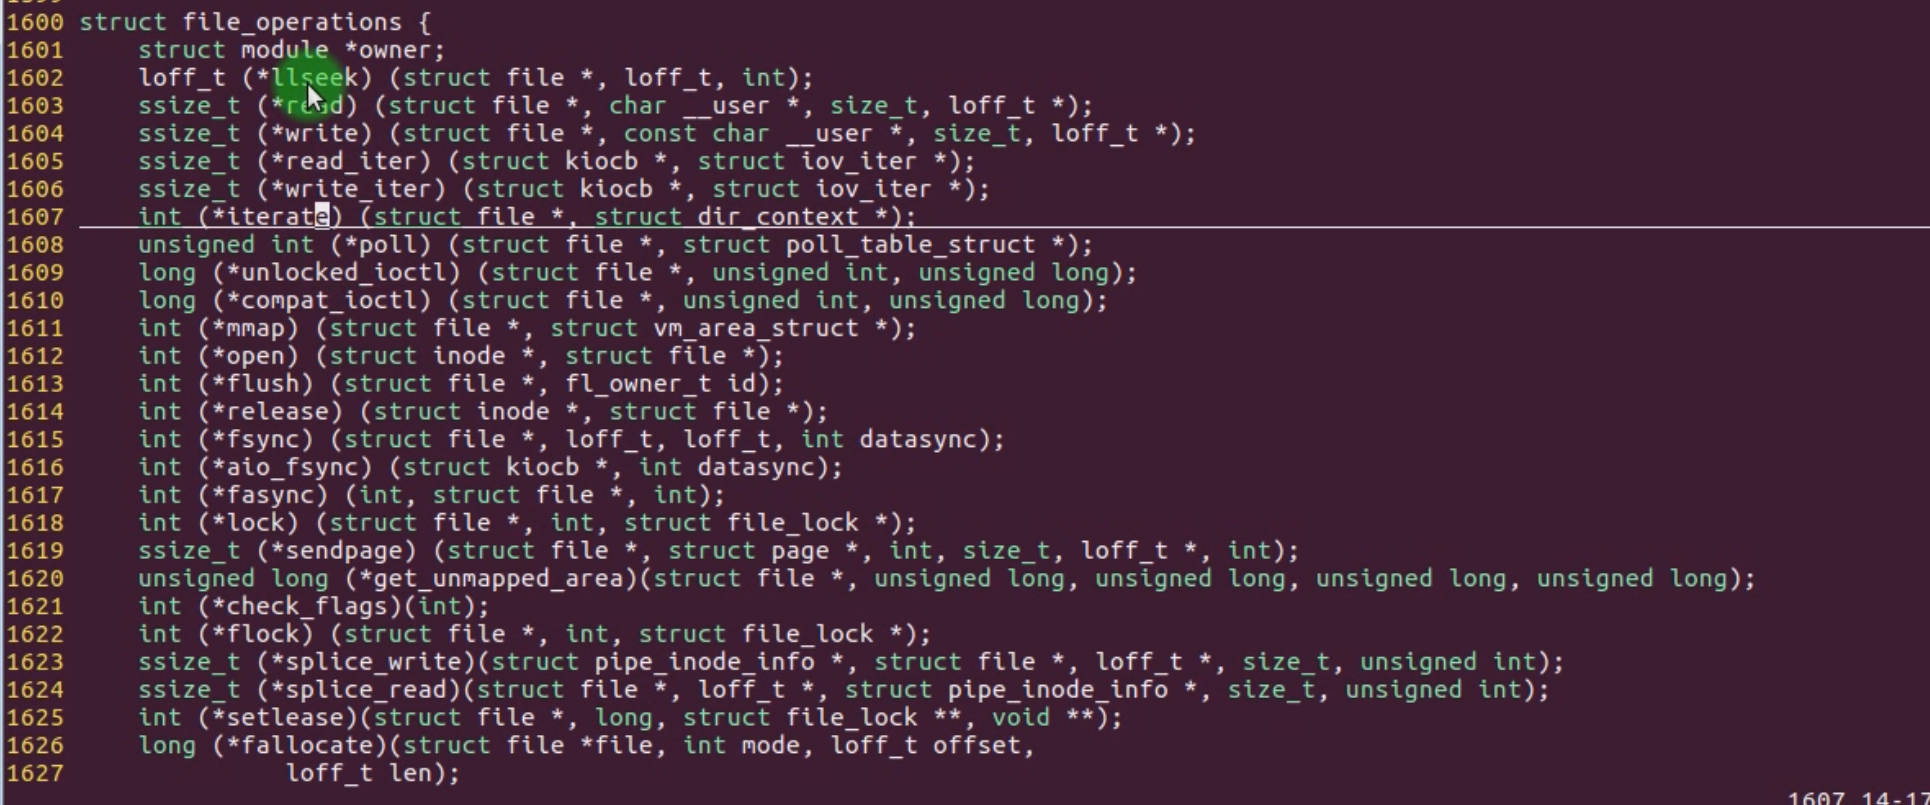 1600 struct file_operations {
1601     struct module *owner;
1602     loff_t (*llseek) (struct file *, loff_t, int);
1603     ssize_t (*read) (struct file *, char __user *, size_t, loff_t *);
1604     ssize_t (*write) (struct file *, const char __user *, size_t, loff_t *);
1605     ssize_t (*read_iter) (struct kiocb *, struct iov_iter *);
1606     ssize_t (*write_iter) (struct kiocb *, struct iov_iter *);
1607     int (*iterate) (struct file *, struct dir_context *);
1608     unsigned int (*poll) (struct file *, struct poll_table_struct *);
1609     long (*unlocked_ioctl) (struct file *, unsigned int, unsigned long);
1610     long (*compat_ioctl) (struct file *, unsigned int, unsigned long);
1611     int (*mmap) (struct file *, struct vm_area_struct *);
1612     int (*open) (struct inode *, struct file *);
1613     int (*flush) (struct file *, fl_owner_t id);
1614     int (*release) (struct inode *, struct file *);
1615     int (*fsync) (struct file *, loff_t, loff_t, int datasync);
1616     int (*aio_fsync) (struct kiocb *, int datasync);
1617     int (*fasync) (int, struct file *, int);
1618     int (*lock) (struct file *, int, struct file_lock *);
1619     ssize_t (*sendpage) (struct file *, struct page *, int, size_t, loff_t *, int);
1620     unsigned long (*get_unmapped_area)(struct file *, unsigned long, unsigned long, unsigned long, unsigned long);
1621     int (*check_flags)(int);
1622     int (*flock) (struct file *, int, struct file_lock *);
1623     ssize_t (*splice_write)(struct pipe_inode_info *, struct file *, loff_t *, size_t, unsigned int);
1624     ssize_t (*splice_read)(struct file *, loff_t *, struct pipe_inode_info *, size_t, unsigned int);
1625     int (*setlease)(struct file *, long, struct file_lock **, void **);
1626     long (*fallocate)(struct file *file, int mode, loff_t offset,
1627               loff_t len);
1607,14-17